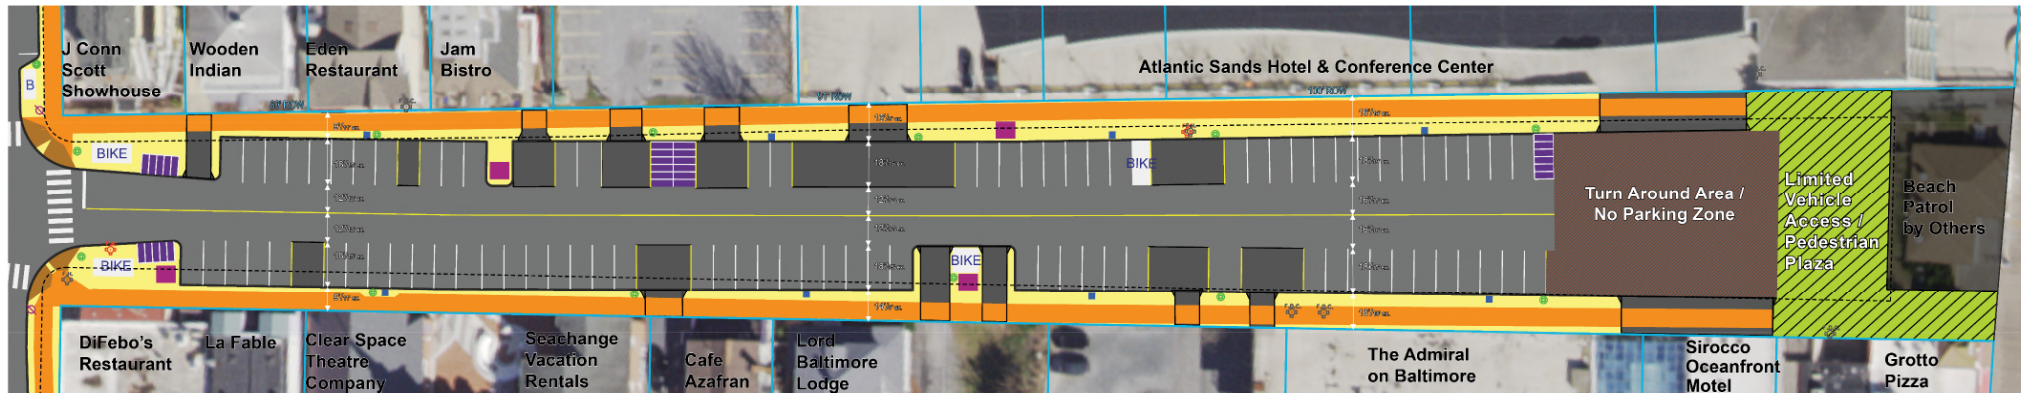 J Conn
Scott
Showhouse
Wooden
Indian
Eden
Restaurant
Jam
Bistro
Atlantic Sands Hotel & Conference Center
B
100' ROW
BIKE
BIKE
Turn Around Area /
No Parking Zone
Limited
Vehicle
Access /
Pedestrian
Plaza
Beach
Patrol
by Others
BIKE
BIKE
DiFebo's
Restaurant
La Fable
Clear Space
Theatre
Company
Seachange
Vacation
Rentals
Cafe
Azafran
Lord
Baltimore
Lodge
The Admiral
on Baltimore
Sirocco
Oceanfront
Motel
Grotto
Pizza